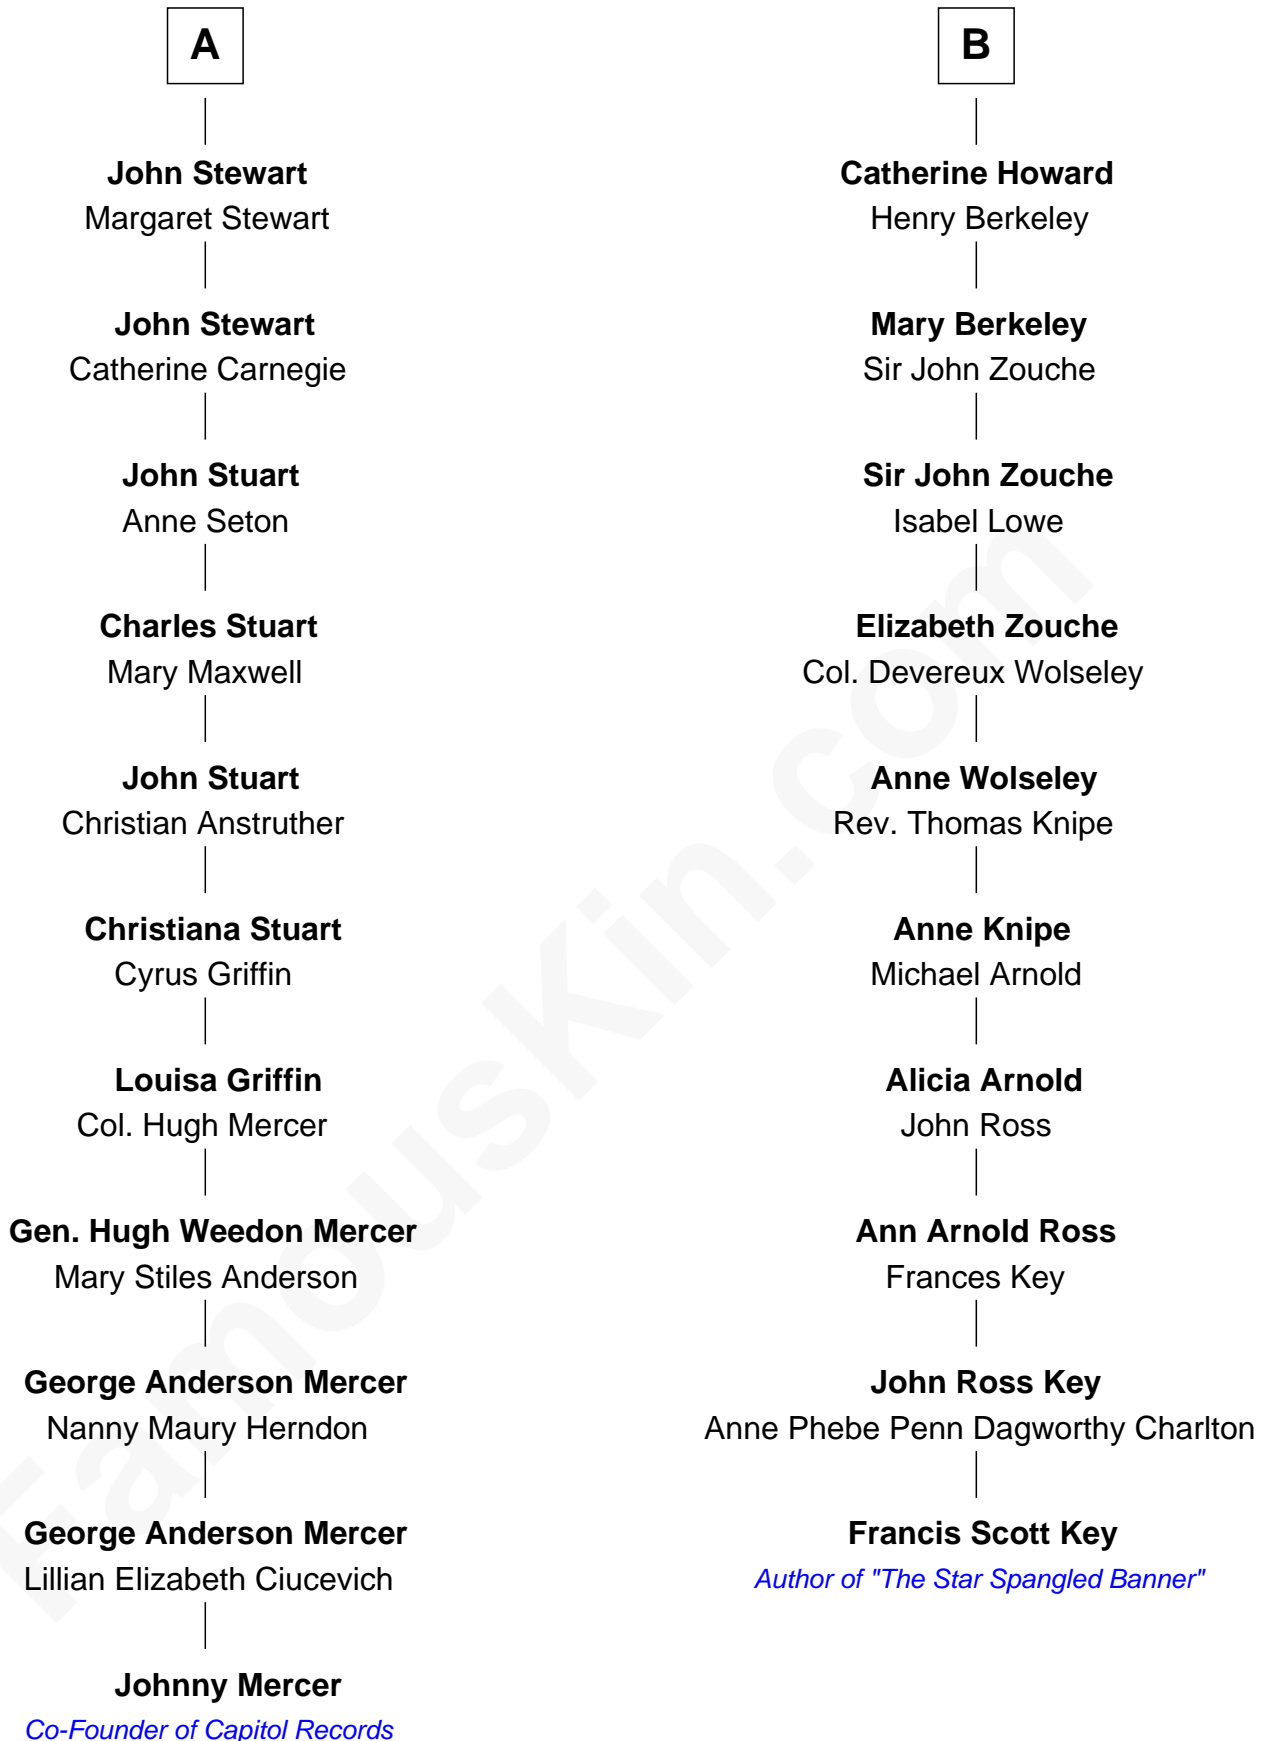 A
John Stewart
Margaret Stewart
John Stewart
Catherine Carnegie
John Stuart
Anne Seton
Charles Stuart
Mary Maxwell
John Stuart
Christian Anstruther
Christiana Stuart
Cyrus Griffin
Louisa Griffin
Col. Hugh Mercer
Gen. Hugh Weedon Mercer
Mary Stiles Anderson
George Anderson Mercer
Nanny Maury Herndon
George Anderson Mercer
Lillian Elizabeth Ciucevich
Johnny Mercer
Co-Founder of Capitol Records
B
Catherine Howard
Henry Berkeley
Mary Berkeley
Sir John Zouche
Sir John Zouche
Isabel Lowe
Elizabeth Zouche
Col. Devereux Wolseley
Anne Wolseley
Rev. Thomas Knipe
Anne Knipe
Michael Arnold
Alicia Arnold
John Ross
Ann Arnold Ross
Frances Key
John Ross Key
Anne Phebe Penn Dagworthy Charlton
Francis Scott Key
Author of "The Star Spangled Banner"
FamousKin.com